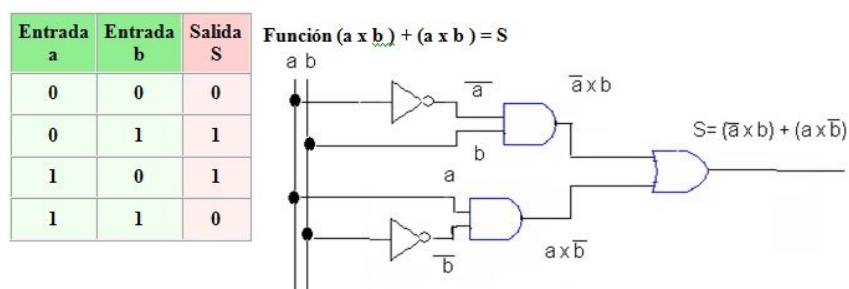 Entrada a Entrada b Salida S
0 0 0
0 1 1
1 0 1
1 1 0
Función (a x b ) + (a x b ) = S
a b
a̅
a̅ x b
b
S= (a̅ x b) + (a x b̅)
a
b̅
a x b̅